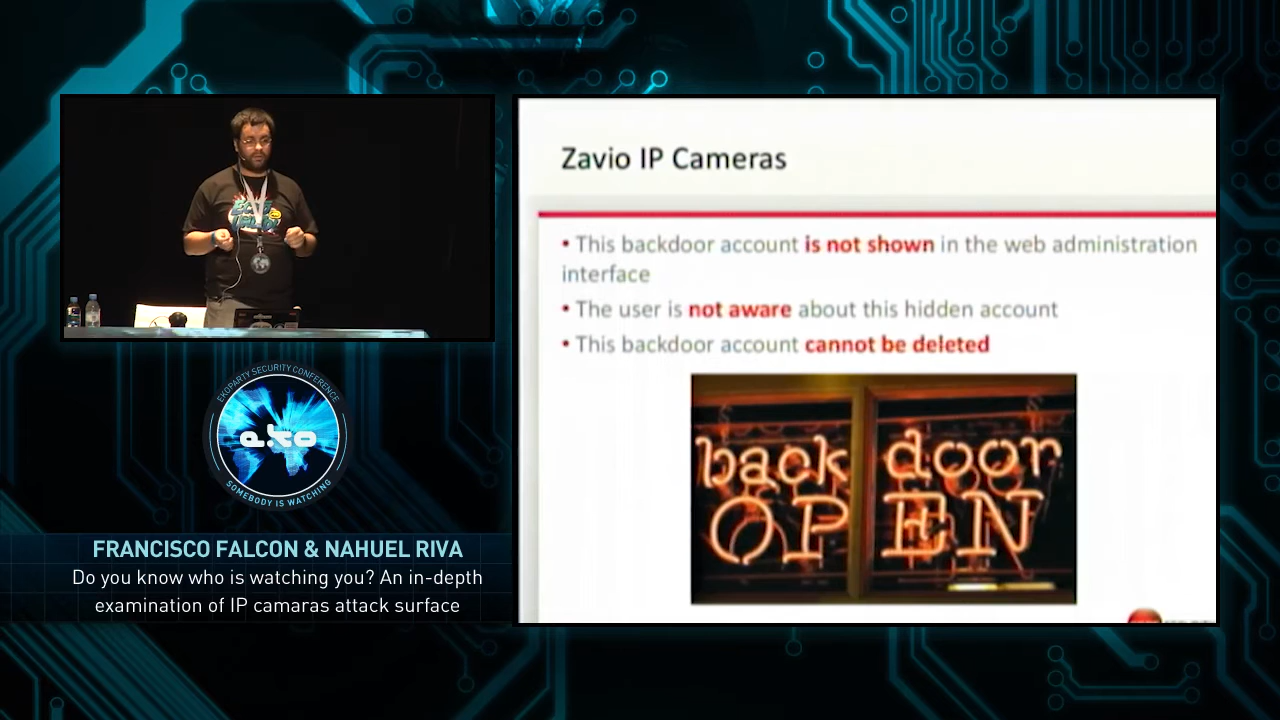 Zavio IP Cameras
• This backdoor account is not shown in the web administration
interface
• The user is not aware about this hidden account
• This backdoor account cannot be deleted
back door
OPEN
EKOPARTY SECURITY CONFERENCE
eko
SOMEBODY IS WATCHING
FRANCISCO FALCON & NAHUEL RIVA
Do you know who is watching you? An in-depth
examination of IP camaras attack surface